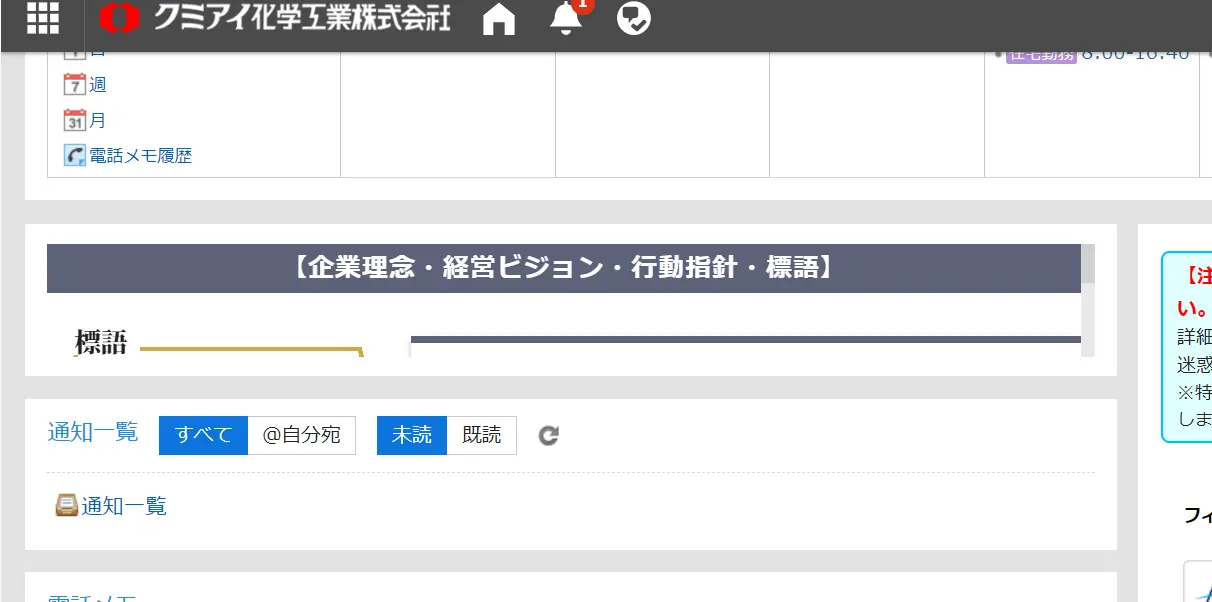 クミアイ化学工業株式会社
1
日
7 週
31 月
電話メモ履歴
在宅勤務 8:00-16:40
【企業理念・経営ビジョン・行動指針・標語】
標語
【注
い。
詳細
迷惑
※特
しま
通知一覧 すべて @自分宛 未読 既読
通知一覧
フィ
電話メモ